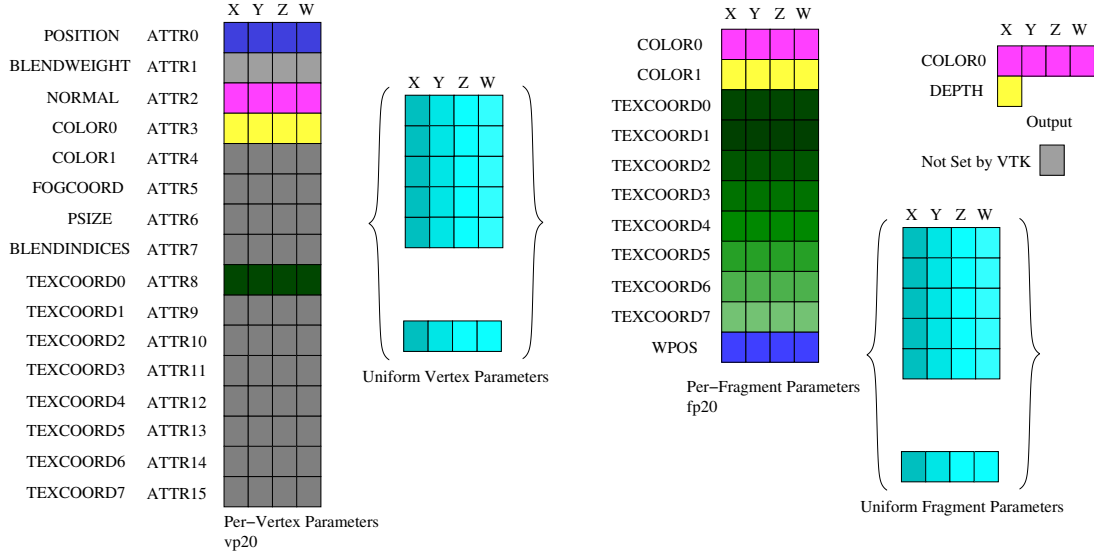 X Y Z W
POSITION ATTR0
BLENDWEIGHT ATTR1
NORMAL ATTR2
COLOR0 ATTR3
COLOR1 ATTR4
FOGCOORD ATTR5
PSIZE ATTR6
BLENDINDICES ATTR7
TEXCOORD0 ATTR8
TEXCOORD1 ATTR9
TEXCOORD2 ATTR10
TEXCOORD3 ATTR11
TEXCOORD4 ATTR12
TEXCOORD5 ATTR13
TEXCOORD6 ATTR14
TEXCOORD7 ATTR15
Per−Vertex Parameters
vp20
X Y Z W
Uniform Vertex Parameters
X Y Z W
COLOR0
COLOR1
TEXCOORD0
TEXCOORD1
TEXCOORD2
TEXCOORD3
TEXCOORD4
TEXCOORD5
TEXCOORD6
TEXCOORD7
WPOS
Per−Fragment Parameters
fp20
X Y Z W
COLOR0
DEPTH
Output
Not Set by VTK
X Y Z W
Uniform Fragment Parameters